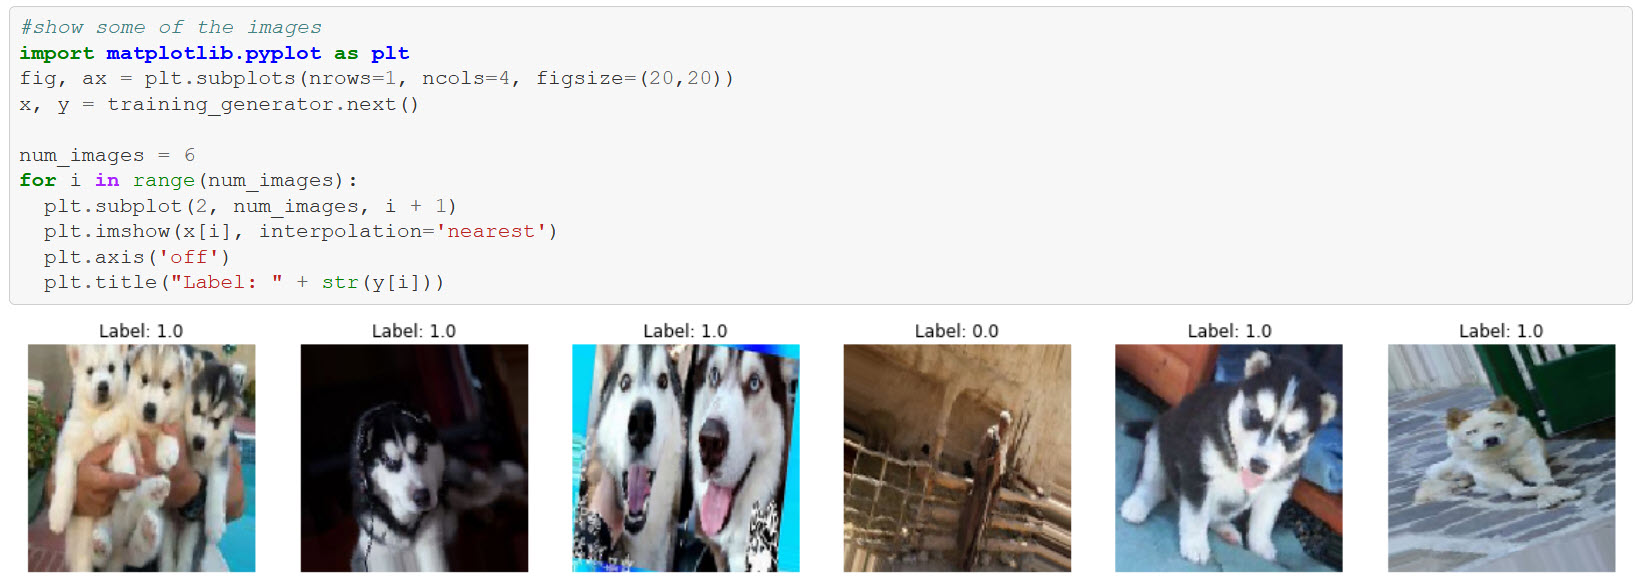 #show some of the images
import matplotlib.pyplot as plt
fig, ax = plt.subplots(nrows=1, ncols=4, figsize=(20,20))
x, y = training_generator.next()
num_images = 6
for i in range(num_images):
  plt.subplot(2, num_images, i + 1)
  plt.imshow(x[i], interpolation='nearest')
  plt.axis('off')
  plt.title("Label: " + str(y[i]))
Label: 1.0
Label: 1.0
Label: 1.0
Label: 0.0
Label: 1.0
Label: 1.0